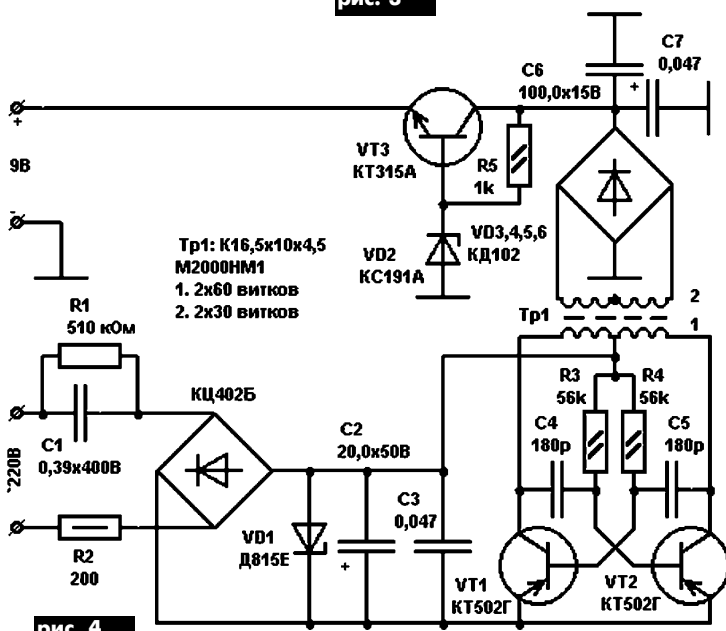 рис. 3
C7
0,047
C6
100,0х15В
+
VT3
КТ315А
R5
1k
+
9В
-
VD2
КС191А
VD3,4,5,6
КД102
Тр1: К16,5х10х4,5
М2000НМ1
1. 2х60 витков
2. 2х30 витков
2
Тр1
1
R1
510 кОм
R3
56k
R4
56k
КЦ402Б
C4
180р
C5
180р
C1
0,39х400В
C2
20,0х50В
~220В
C3
0,047
VD1
Д815Е
+
R2
200
VT1
КТ502Г
VT2
КТ502Г
рис. 4